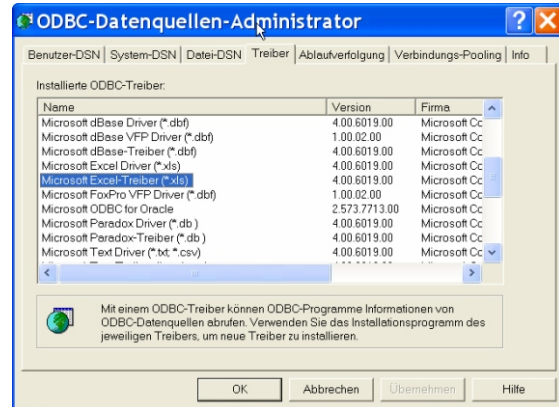 ODBC-Datenquellen-Administrator
Benutzer-DSN System-DSN Datei-DSN Treiber Ablaufverfolgung Verbindungs-Pooling Info
Installierte ODBC-Treiber:
Name Version Firma
Microsoft dBase Driver (*.dbf) 4.00.6019.00 Microsoft Cc
Microsoft dBase VFP Driver (*.dbf) 1.00.02.00 Microsoft Cc
Microsoft dBase-Treiber (*.dbf) 4.00.6019.00 Microsoft Cc
Microsoft Excel Driver (*.xls) 4.00.6019.00 Microsoft Cc
Microsoft Excel-Treiber (*.xls) 4.00.6019.00 Microsoft Cc
Microsoft FoxPro VFP Driver (*.dbf) 1.00.02.00 Microsoft Cc
Microsoft ODBC for Oracle 2.573.7713.00 Microsoft Cc
Microsoft Paradox Driver (*.db ) 4.00.6019.00 Microsoft Cc
Microsoft Paradox-Treiber (*.db ) 4.00.6019.00 Microsoft Cc
Microsoft Text Driver (*.txt; *.csv) 4.00.6019.00 Microsoft Cc
Mit einem ODBC-Treiber können ODBC-Programme Informationen von
ODBC-Datenquellen abrufen. Verwenden Sie das Installationsprogramm des
jeweiligen Treibers, um neue Treiber zu installieren.
OK Abbrechen Übernehmen Hilfe